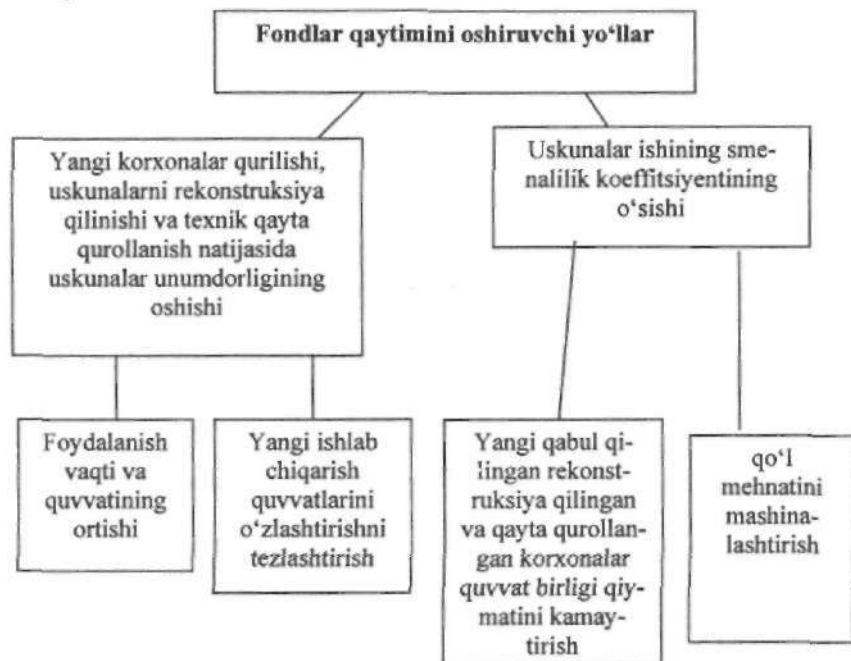 Fondlar qaytimini oshiruvchi yo‘llar
Yangi korxonalar qurilishi,
uskunalarni rekonstruksiya
qilinishi va texnik qayta
qurollanish natijasida
uskunalar unumdorligining
oshishi
Uskunalar ishining sme-
nalilik koeffitsiyentining
o‘sishi
Foydalanish
vaqti va
quvvatining
ortishi
Yangi ishlab
chiqarish
quvvatlarini
o‘zlashtirishni
tezlashtirish
Yangi qabul qi-
lingan rekonst-
ruksiya qilingan
va qayta qurollan-
gan korxonalar
quvvat birligi qiy-
matini kamay-
tirish
qo‘l
mehnatini
mashina-
lashtirish